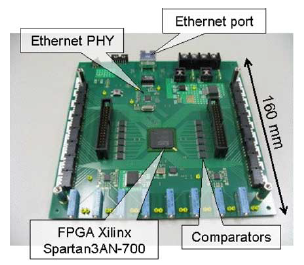 Ethernet port
Ethernet PHY
160 mm
FPGA Xilinx
Spartan3AN-700
Comparators